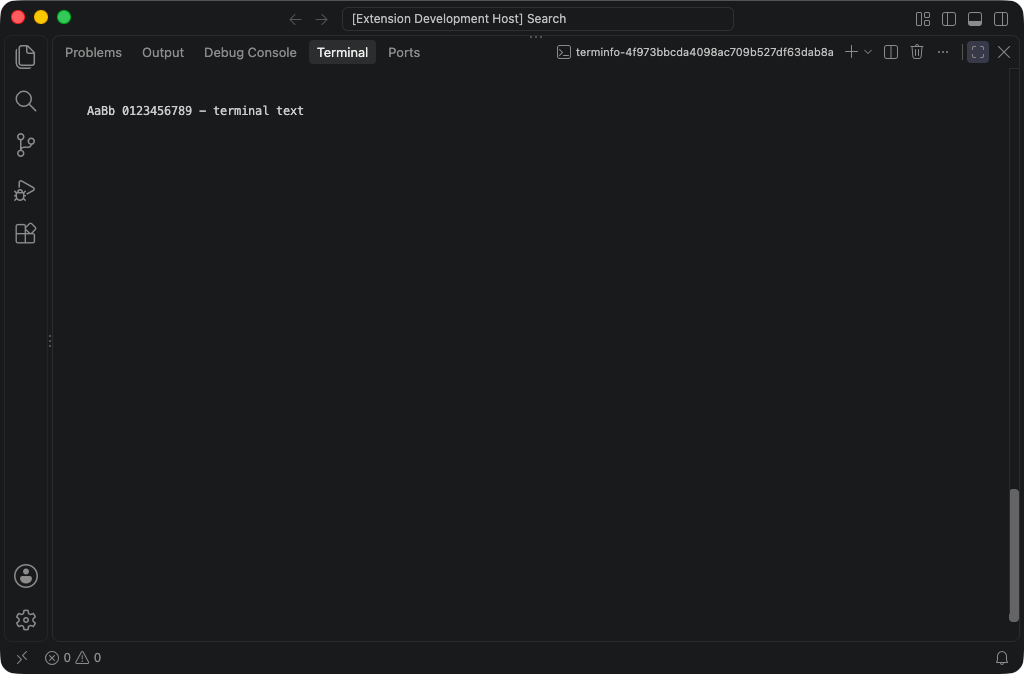 [Extension Development Host] Search
Problems Output Debug Console Terminal Ports terminfo-4f973bbcda4098ac709b527df63dab8a
AaBb 0123456789 — terminal text
0 0